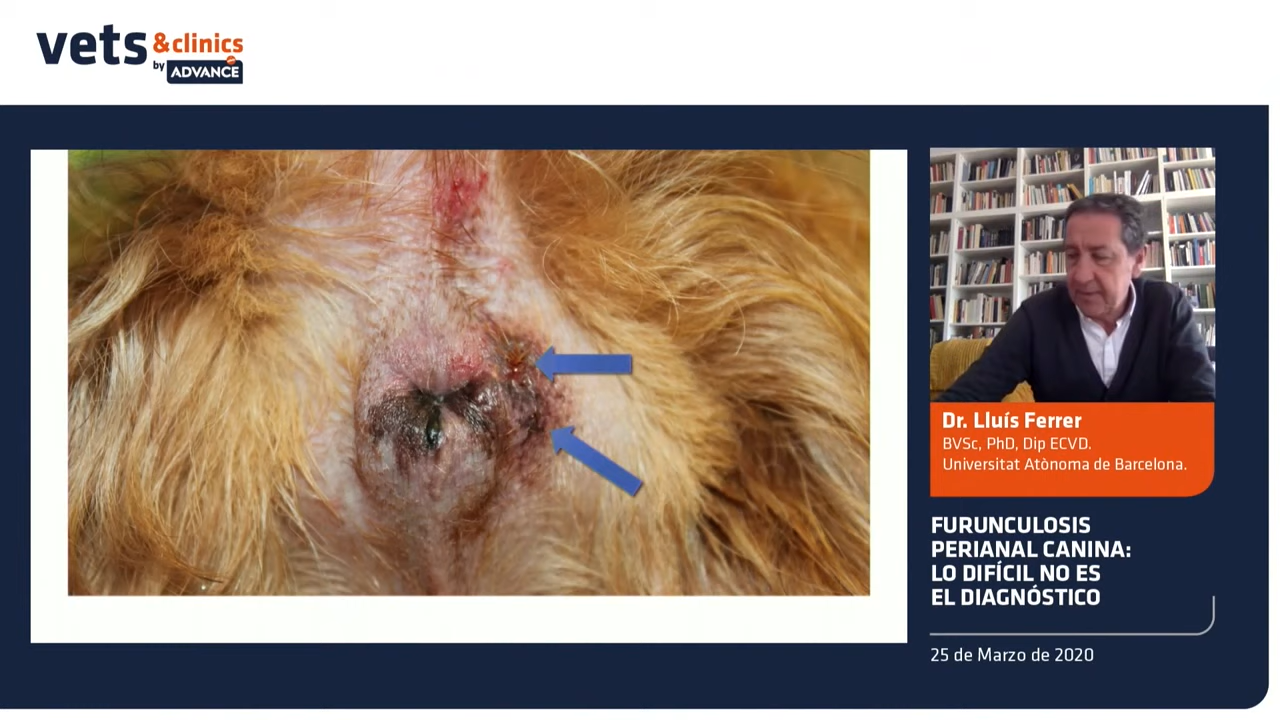 vets &clinics
by ADVANCE
Dr. Lluís Ferrer
BVSc, PhD, Dip ECVD.
Universitat Atònoma de Barcelona.
FURUNCULOSIS
PERIANAL CANINA:
LO DIFÍCIL NO ES
EL DIAGNÓSTICO
25 de Marzo de 2020